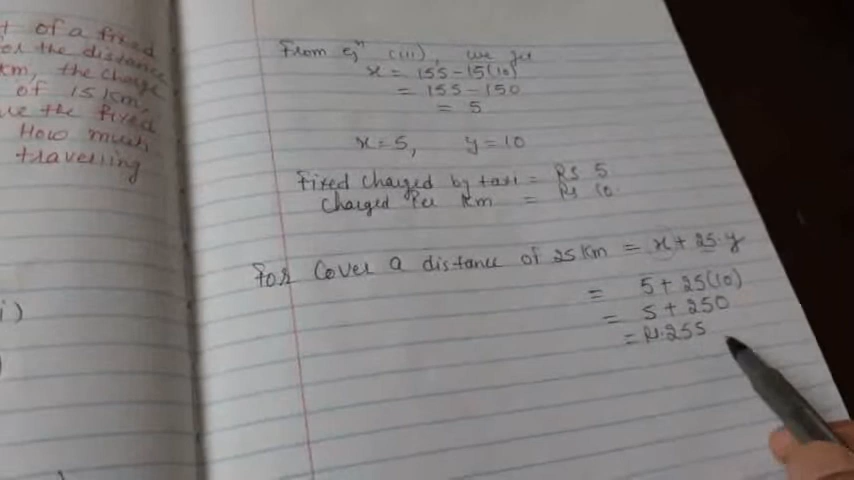 t of a fixed
or the distance
km, the charge
of 15 Km,
ve the fixed
How much
travelling
i)
From eqⁿ (iii), we get
x = 155 - 15(10)
= 155 - 150
= 5
x = 5, y = 10
Fixed charged by taxi = Rs 5
Charged Per Km = Rs 10.
For Cover a distance of 25 Km = x + 25.y
= 5 + 25(10)
= 5 + 250
= Rs.255